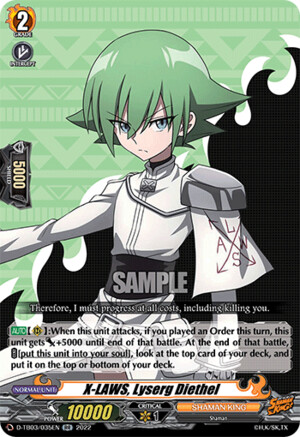 2
GRADE
INTERCEPT
5000
SHIELD
LAWS
SAMPLE
Therefore, I must progress at all costs, including killing you.
AUTO [ ]:When this unit attacks, if you played an Order this turn, this
unit gets +5000 until end of that battle. At the end of that battle,
[put this unit into your soul], look at the top card of your deck, and
put it on the top or bottom of your deck.
NORMAL UNIT
X-LAWS, Lyserg Diethel
D-TB03/035EN RR 2022
POWER 10000
CRITICAL
1
SHAMAN KING
Shaman
©H.K/SK,TX